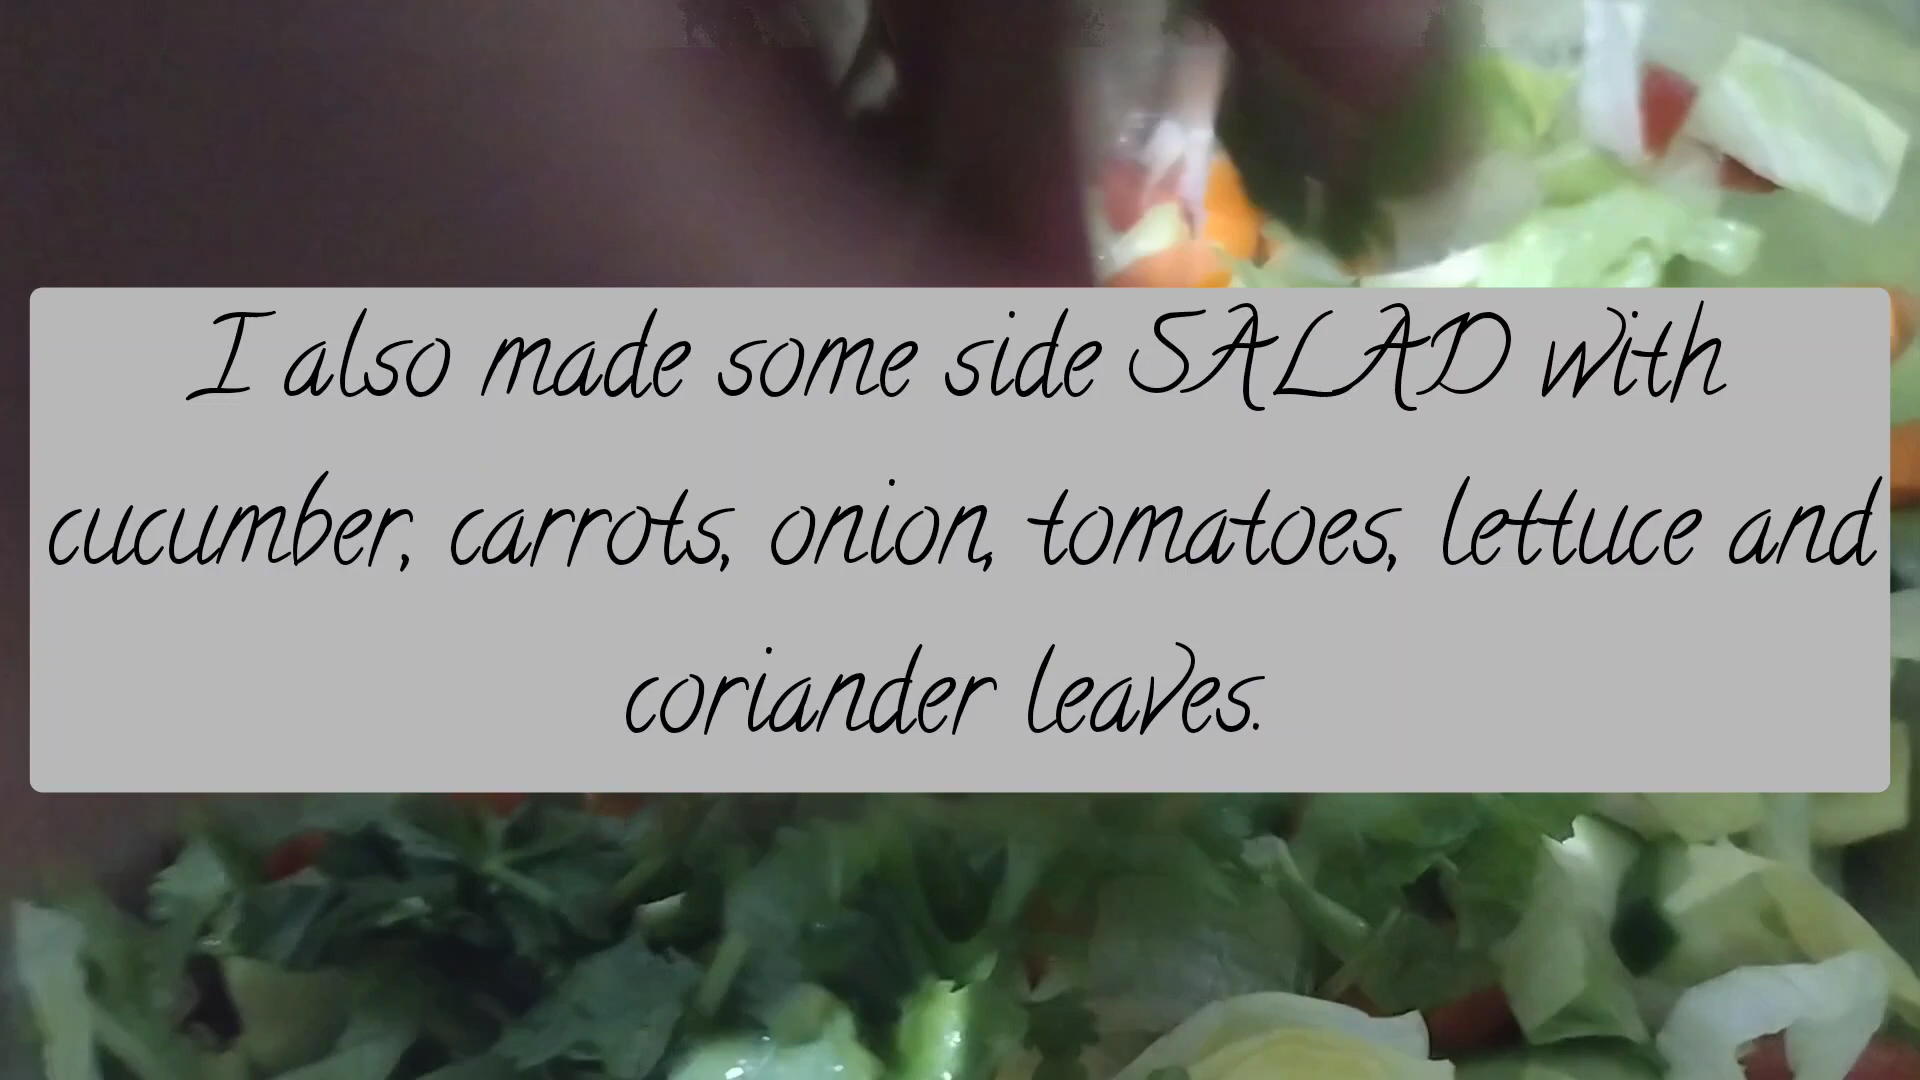 I also made some side SALAD with
cucumber, carrots, onion, tomatoes, lettuce and
coriander leaves.